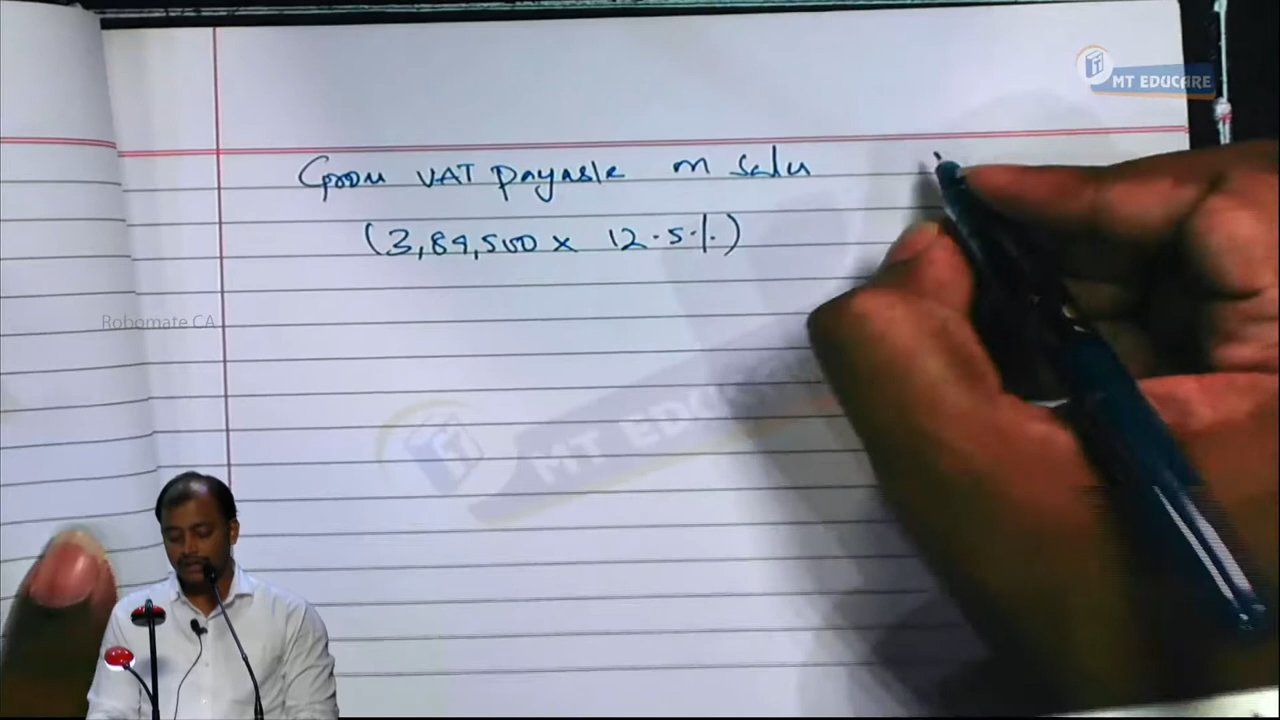 MT EDUCARE
Gross VAT payable on Sales
(3,89,500 x 12.5%)
Robomate CA
MT EDUCARE